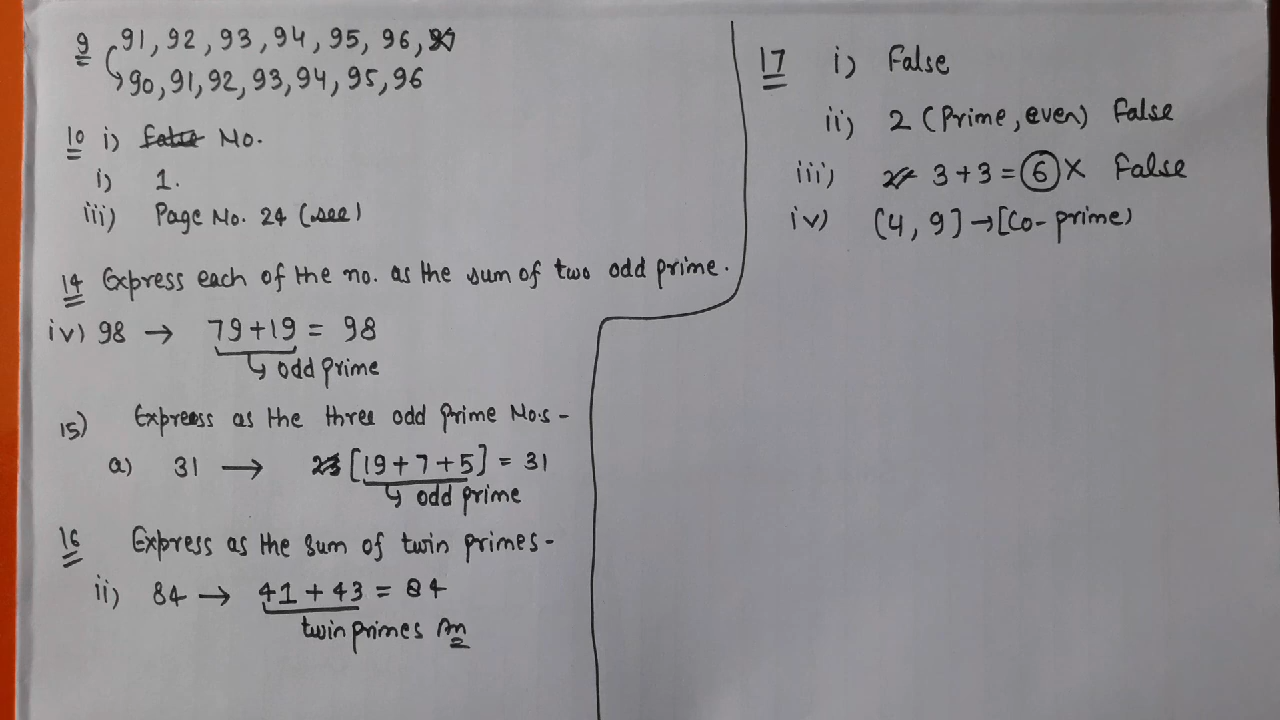 9 91, 92, 93, 94, 95, 96,
90, 91, 92, 93, 94, 95, 96
10 i) No.
i) 1.
iii) Page No. 24 (see)
14 Express each of the no. as the sum of two odd prime.
iv) 98 → 79+19 = 98
↳ odd prime
15) Express as the three odd prime No.s -
a) 31 → [19+7+5] = 31
↳ odd prime
16 Express as the sum of twin primes -
ii) 84 → 41 + 43 = 84
twin primes An
17 i) False
ii) 2 (Prime, even) False
iii) 3+3 = 6 X False
iv) (4, 9] → [Co-prime)